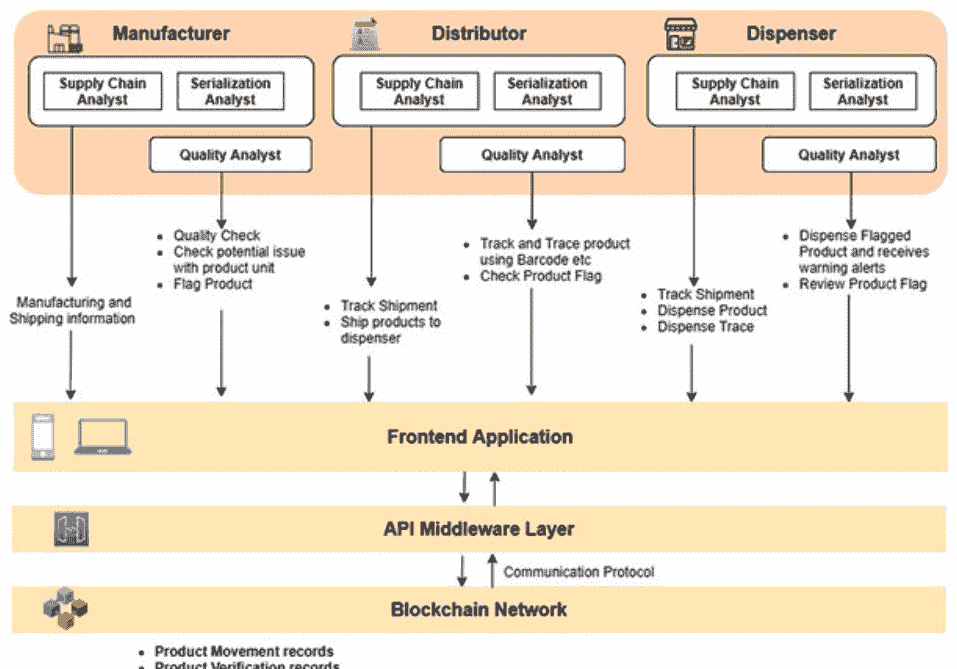 Manufacturer
Distributor
Dispenser
Supply Chain
Analyst
Serialization
Analyst
Supply Chain
Analyst
Serialization
Analyst
Supply Chain
Analyst
Serialization
Analyst
Quality Analyst
Quality Analyst
Quality Analyst
Manufacturing and
Shipping information
• Quality Check
• Check potential issue
with product unit
• Flag Product
• Track Shipment
• Ship products to
dispenser
• Track and Trace product
using Barcode etc
• Check Product Flag
• Track Shipment
• Dispense Product
• Dispense Trace
• Dispense Flagged
Product and receives
warning alerts
• Review Product Flag
Frontend Application
API Middleware Layer
Communication Protocol
Blockchain Network
• Product Movement records
• Product Verification records